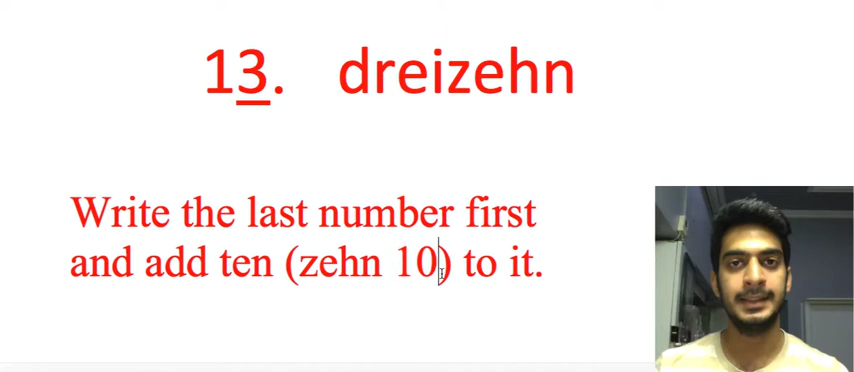 13. dreizehn
Write the last number first
and add ten (zehn 10) to it.